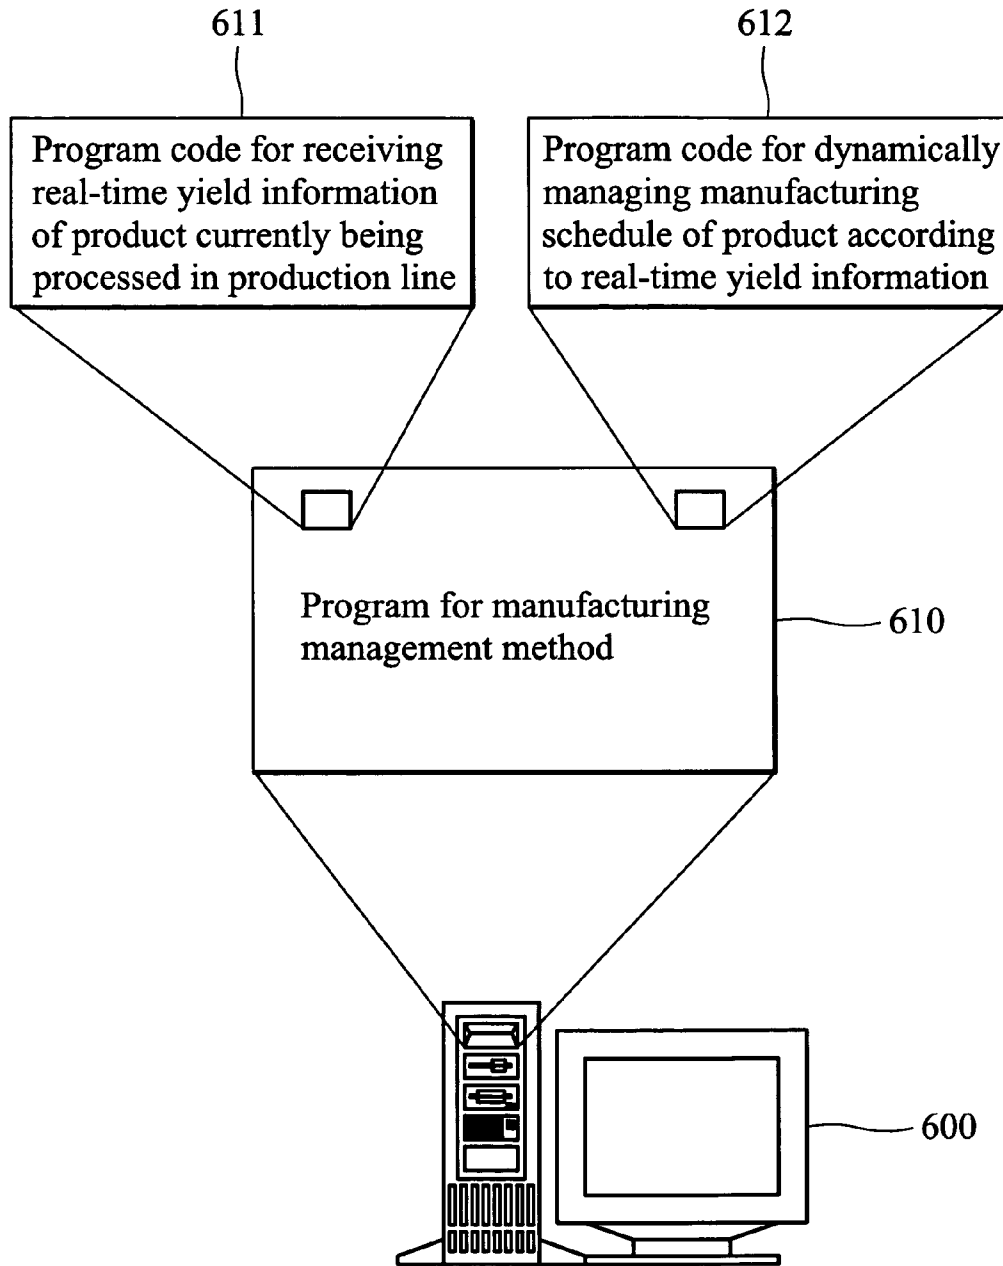 611
612
Program code for receiving
real-time yield information
of product currently being
processed in production line
Program code for dynamically
managing manufacturing
schedule of product according
to real-time yield information
Program for manufacturing
management method
610
600